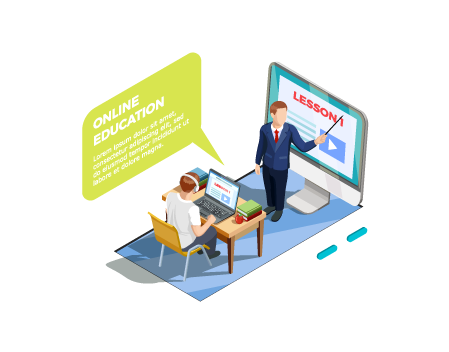 ONLINE
EDUCATION
Lorem ipsum dolor sit amet,
consectetur adipiscing elit, sed
do eiusmod tempor incididunt ut
labore et dolore magna.
LESSON 1
LESSON 1